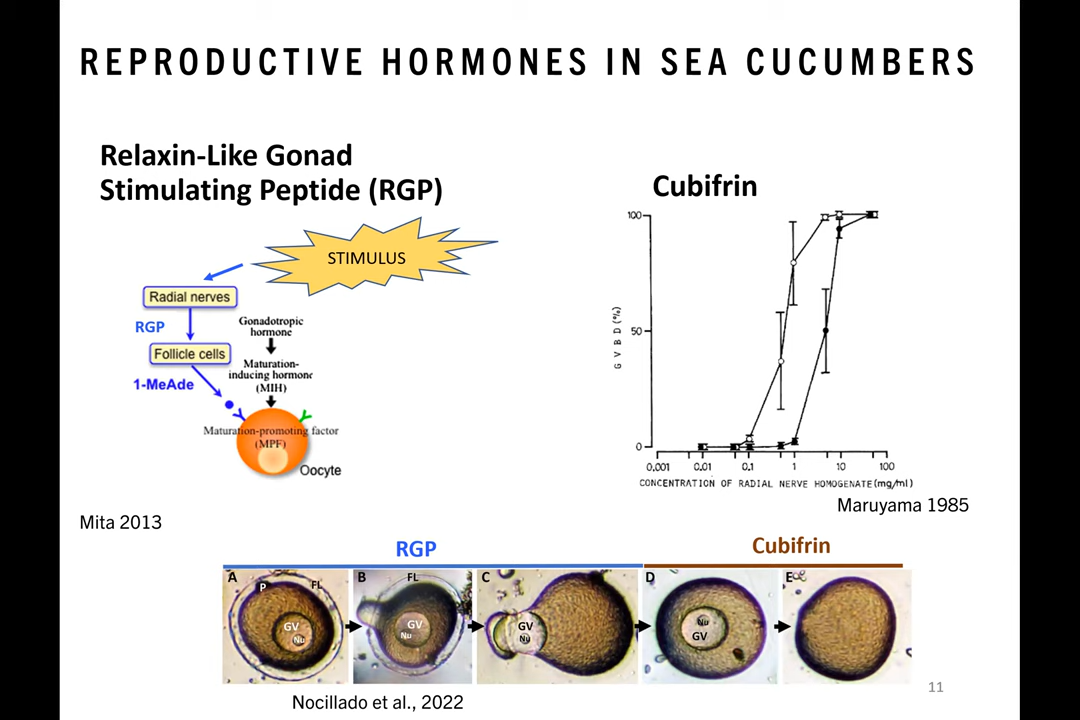 REPRODUCTIVE HORMONES IN SEA CUCUMBERS
Relaxin-Like Gonad
Stimulating Peptide (RGP)
STIMULUS
Radial nerves
RGP
Follicle cells
1-MeAde
Gonadotropic
hormone
Maturation-
inducing hormone
(MIH)
Maturation-promoting factor
(MPF)
Oocyte
Mita 2013
Cubifrin
100
50
0
GVBD (%)
0.001 0.01 0.1 1 10 100
CONCENTRATION OF RADIAL NERVE HOMOGENATE (mg/ml)
Maruyama 1985
RGP
Cubifrin
A
P
FL
GV
Nu
B
FL
GV
Nu
C
GV
Nu
D
Nu
GV
E
Nocillado et al., 2022
11